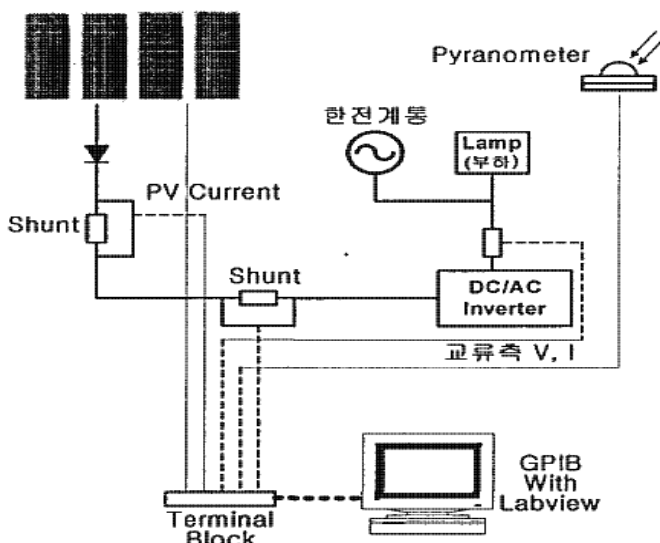 Pyranometer
한전계통
Lamp
(부하)
PV Current
Shunt
Shunt
DC/AC
Inverter
교류측 V, I
GPIB
With
Labview
Terminal
Block